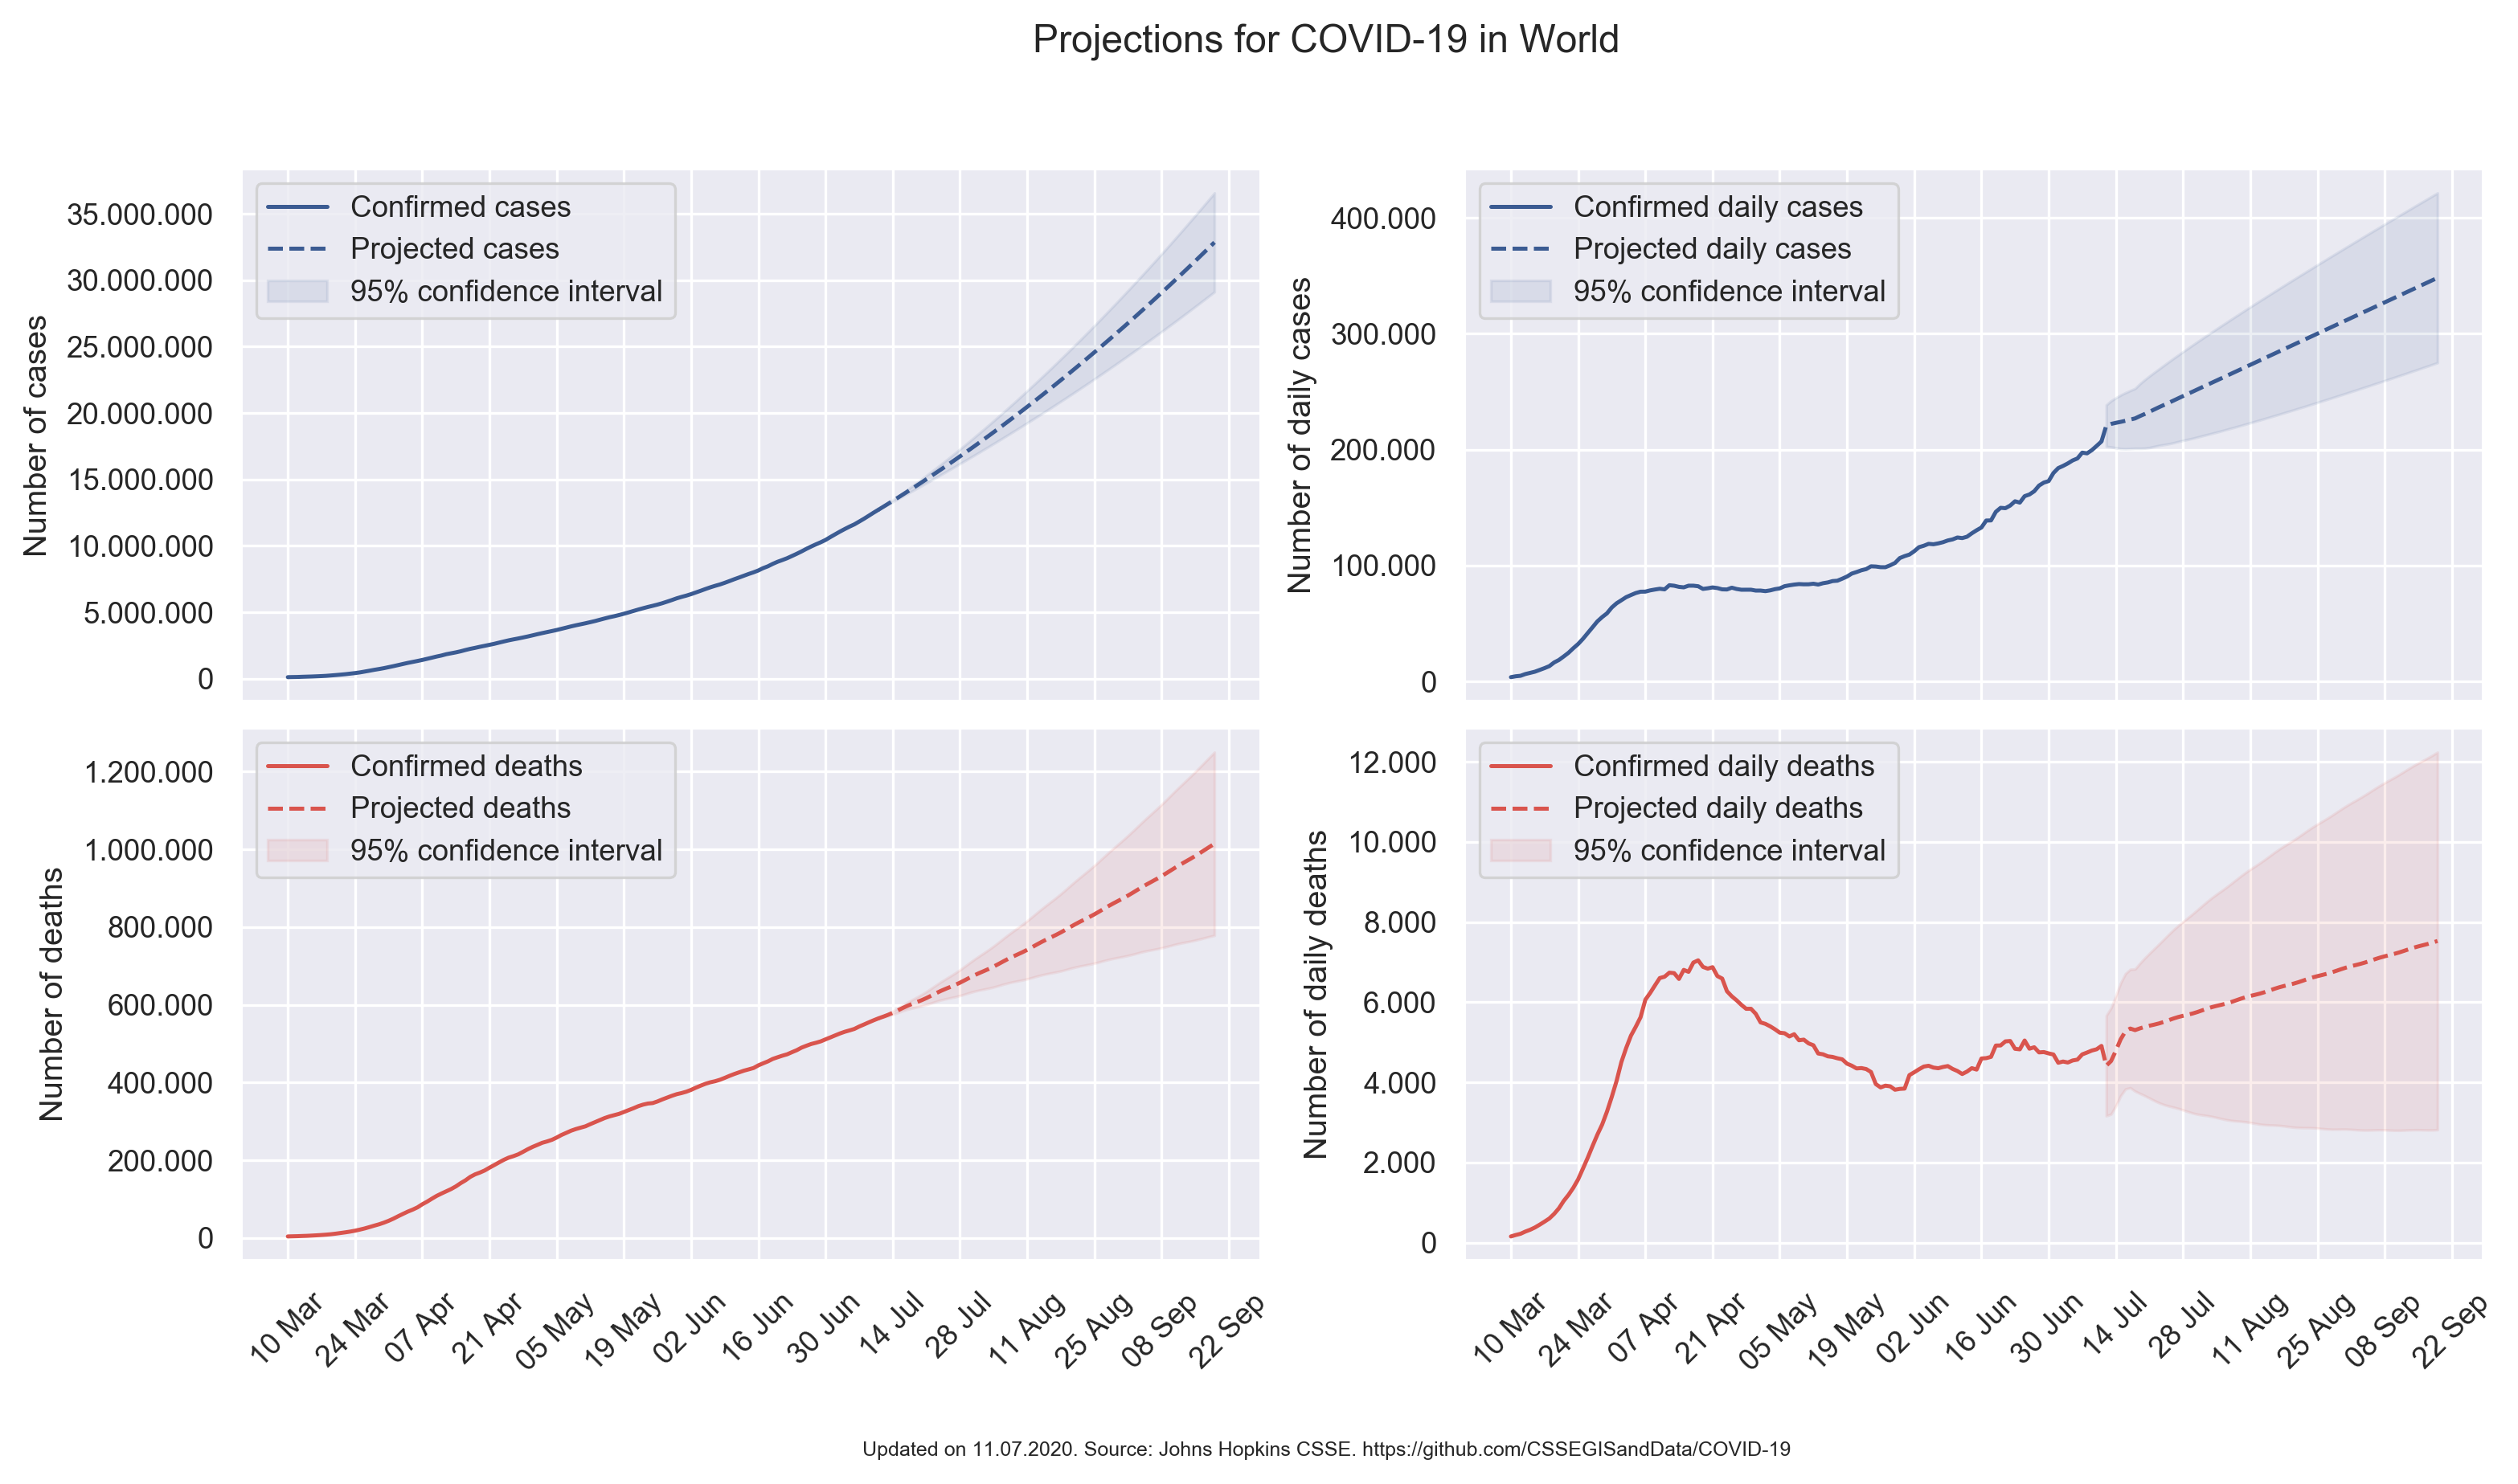 Projections for COVID-19 in World
Number of cases
35.000.000
30.000.000
25.000.000
20.000.000
15.000.000
10.000.000
5.000.000
0
Confirmed cases
Projected cases
95% confidence interval
Number of daily cases
400.000
300.000
200.000
100.000
0
Confirmed daily cases
Projected daily cases
95% confidence interval
Number of deaths
1.200.000
1.000.000
800.000
600.000
400.000
200.000
0
Confirmed deaths
Projected deaths
95% confidence interval
10 Mar
24 Mar
07 Apr
21 Apr
05 May
19 May
02 Jun
16 Jun
30 Jun
14 Jul
28 Jul
11 Aug
25 Aug
08 Sep
22 Sep
Number of daily deaths
12.000
10.000
8.000
6.000
4.000
2.000
0
Confirmed daily deaths
Projected daily deaths
95% confidence interval
10 Mar
24 Mar
07 Apr
21 Apr
05 May
19 May
02 Jun
16 Jun
30 Jun
14 Jul
28 Jul
11 Aug
25 Aug
08 Sep
22 Sep
Updated on 11.07.2020. Source: Johns Hopkins CSSE. https://github.com/CSSEGISandData/COVID-19